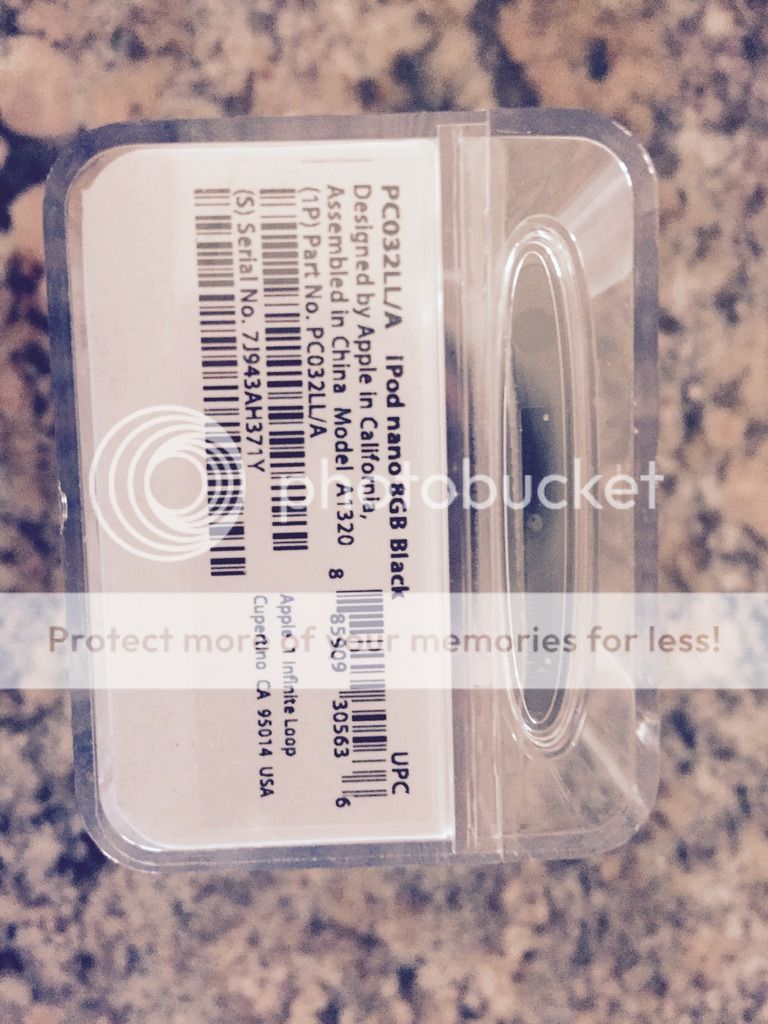 PC032LL/A iPod nano 8GB Black
Designed by Apple in California,
Assembled in China Model A1320
(1P) Part No. PC032LL/A
(S) Serial No. 7J943AH371Y
UPC
8 85909 30563 6
Apple 1 Infinite Loop
Cupertino CA 95014 USA
photobucket
Protect more of your memories for less!